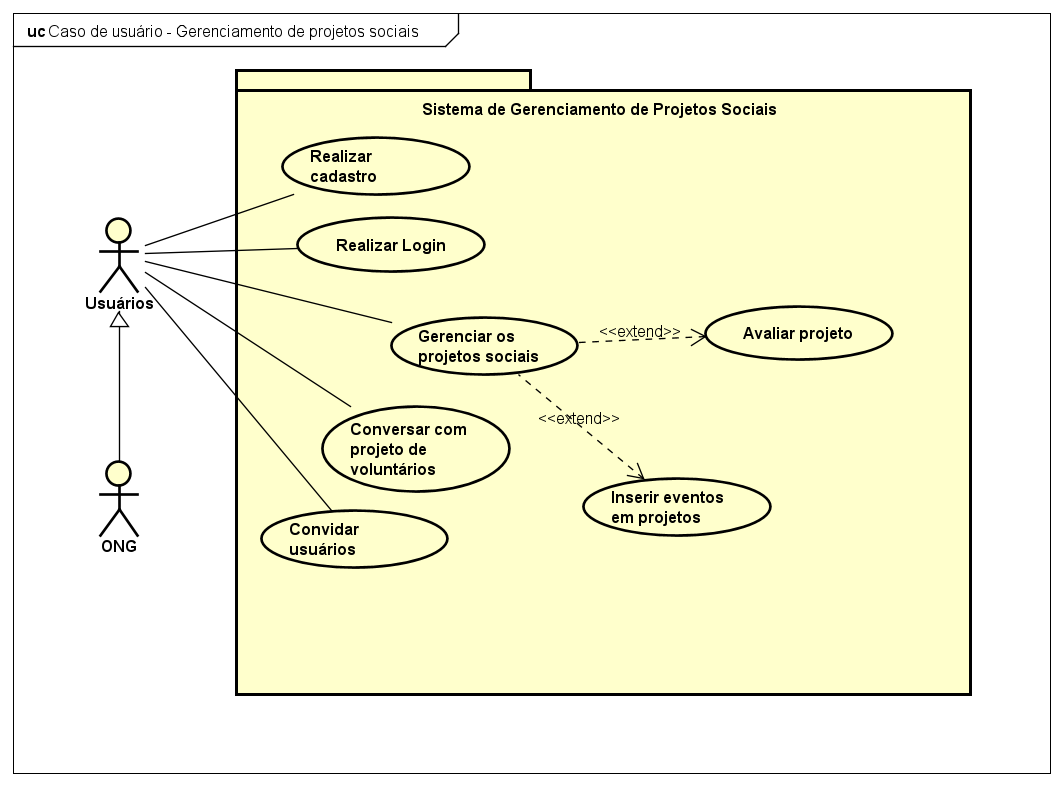 uc Caso de usuário - Gerenciamento de projetos sociais
Sistema de Gerenciamento de Projetos Sociais
Realizar
cadastro
Realizar Login
Usuários
Gerenciar os
projetos sociais
<<extend>>
Avaliar projeto
<<extend>>
Conversar com
projeto de
voluntários
Inserir eventos
em projetos
Convidar
usuários
ONG